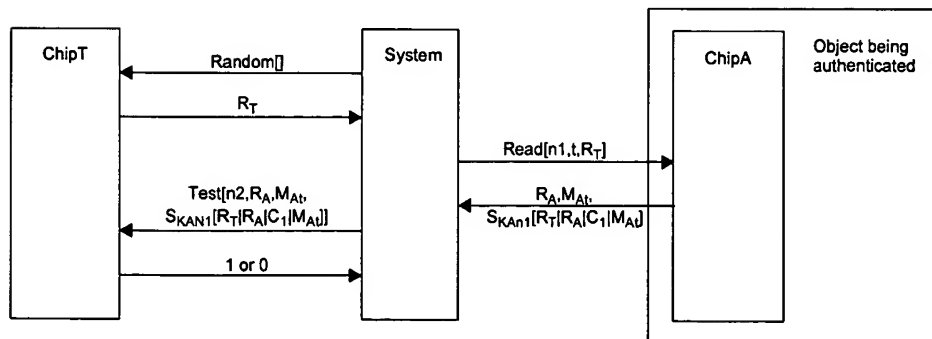 ChipT
System
ChipA
Object being
authenticated
Random[]
R_T
Read[n1,t,R_T]
Test[n2,R_A,M_At,
S_KAN1[R_T|R_A|C_1|M_At]]
R_A,M_At,
S_KAn1[R_T|R_A|C_1|M_At]
1 or 0